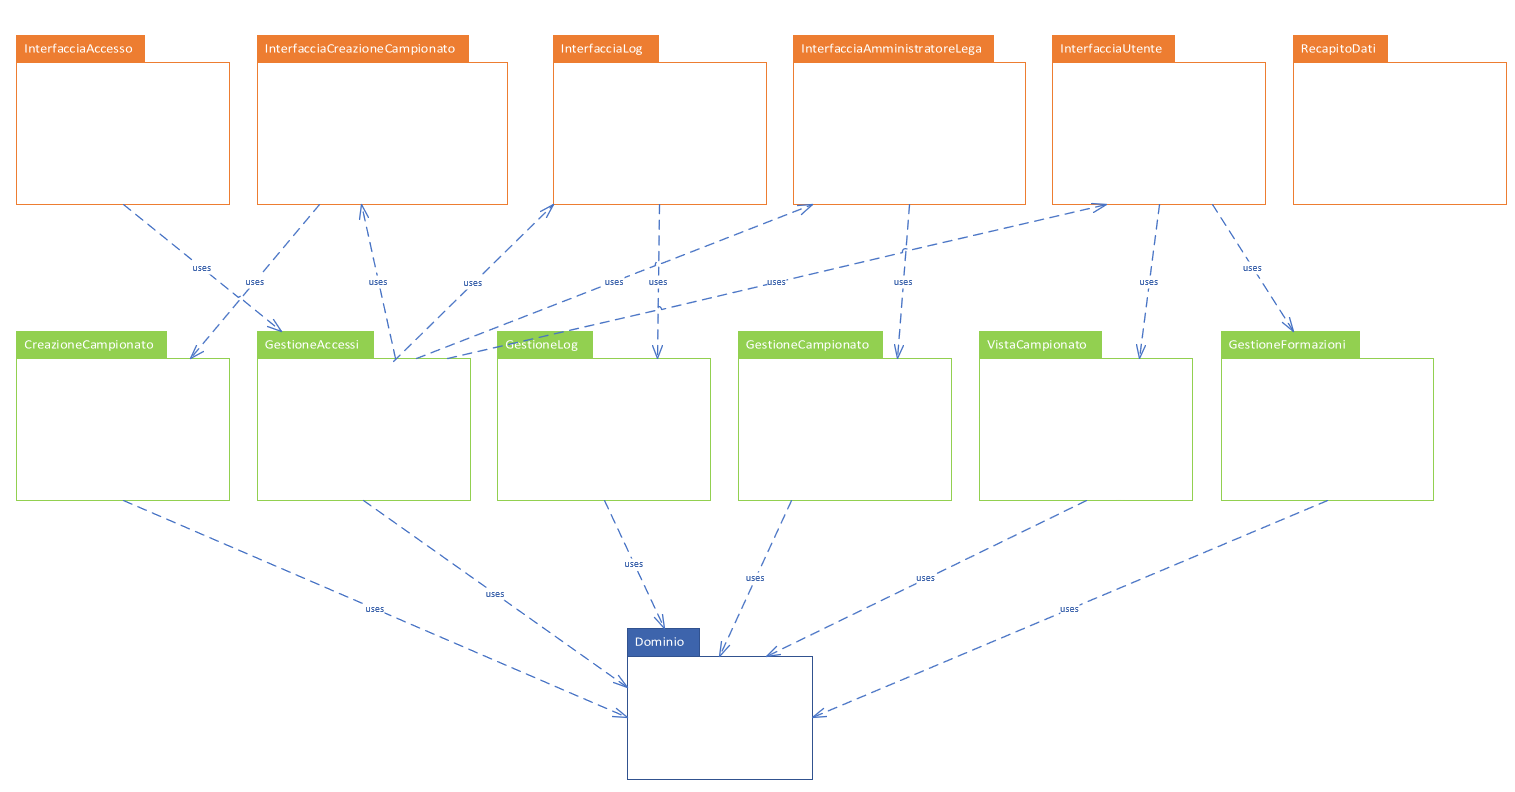 InterfacciaAccesso
InterfacciaCreazioneCampionato
InterfacciaLog
InterfacciaAmministratoreLega
InterfacciaUtente
RecapitoDati
uses
uses
uses
uses
uses
uses
uses
uses
uses
uses
CreazioneCampionato
GestioneAccessi
GestioneLog
GestioneCampionato
VistaCampionato
GestioneFormazioni
uses
uses
uses
uses
uses
uses
Dominio